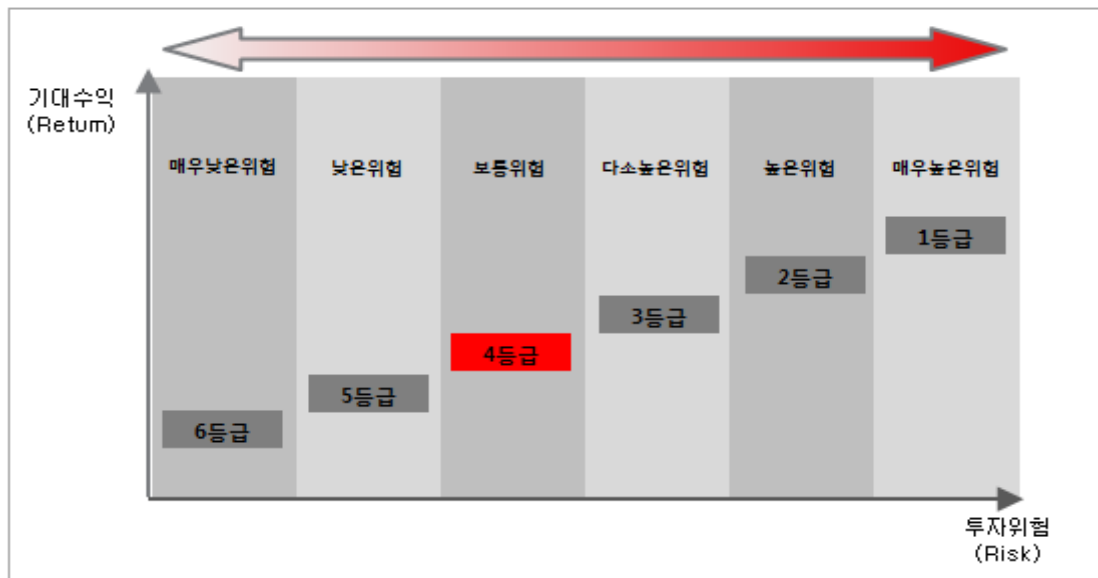 기대수익
(Retum)
매우낮은위험
낮은위험
보통위험
다소높은위험
높은위험
매우높은위험
1등급
2등급
3등급
4등급
5등급
6등급
투자위험
(Risk)